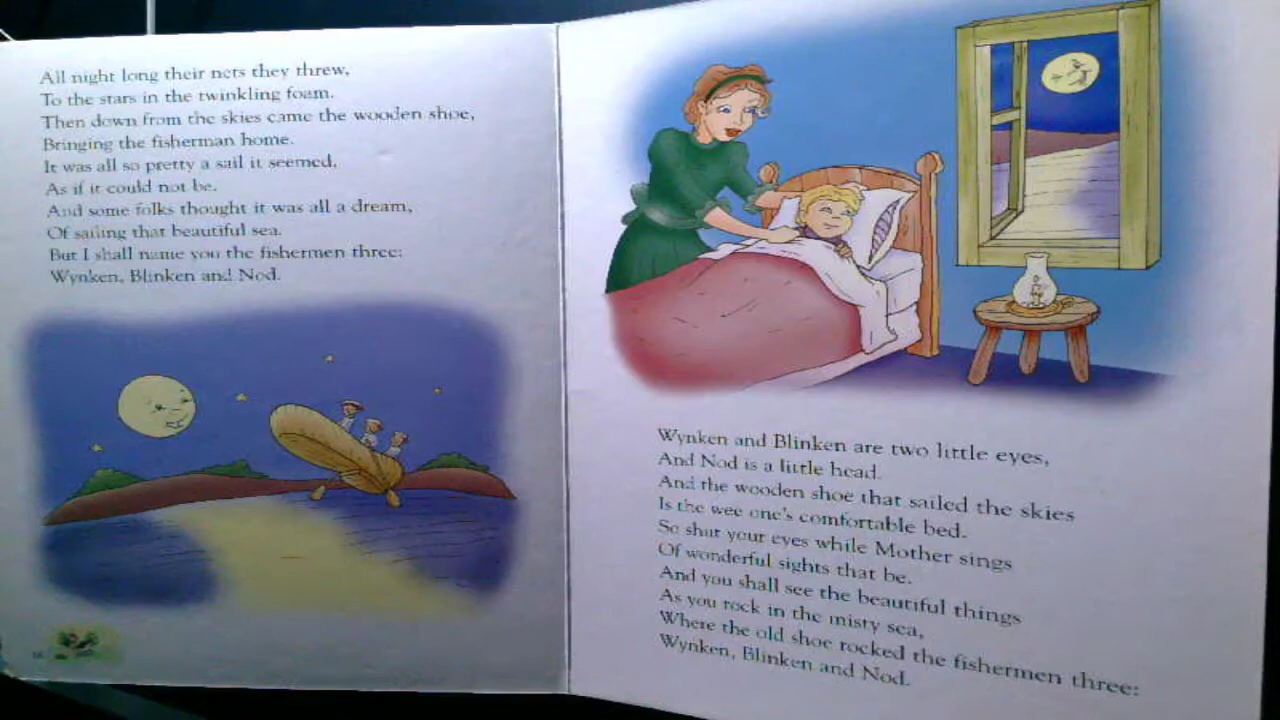 All night long their nets they threw,
To the stars in the twinkling foam.
Then down from the skies came the wooden shoe,
Bringing the fisherman home.
It was all so pretty a sail it seemed,
As if it could not be.
And some folks thought it was all a dream,
Of sailing that beautiful sea.
But I shall name you the fishermen three:
Wynken, Blinken and Nod.
Wynken and Blinken are two little eyes,
And Nod is a little head.
And the wooden shoe that sailed the skies
Is the wee one's comfortable bed.
So shut your eyes while Mother sings
Of wonderful sights that be.
And you shall see the beautiful things
As you rock in the misty sea,
Where the old shoe rocked the fishermen three:
Wynken, Blinken and Nod.